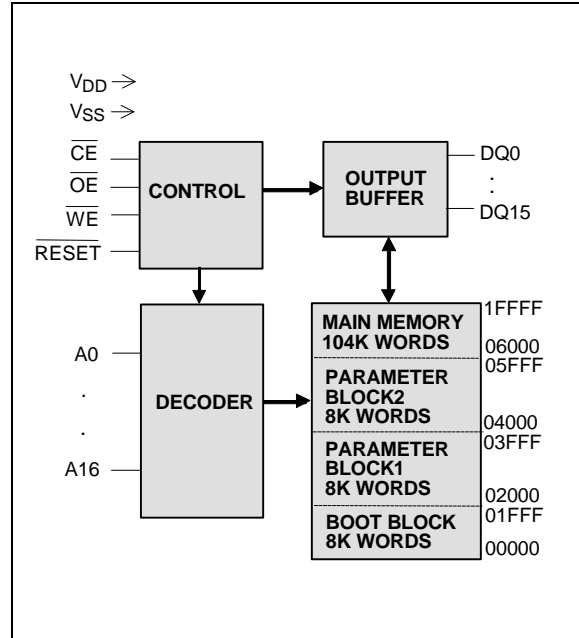 VDD
VSS
CE
OE
WE
RESET
CONTROL
OUTPUT
BUFFER
DQ0
:
DQ15
A0
.
.
A16
DECODER
1FFFF
MAIN MEMORY
104K WORDS
06000
05FFF
PARAMETER
BLOCK2
8K WORDS
04000
03FFF
PARAMETER
BLOCK1
8K WORDS
02000
01FFF
BOOT BLOCK
8K WORDS
00000